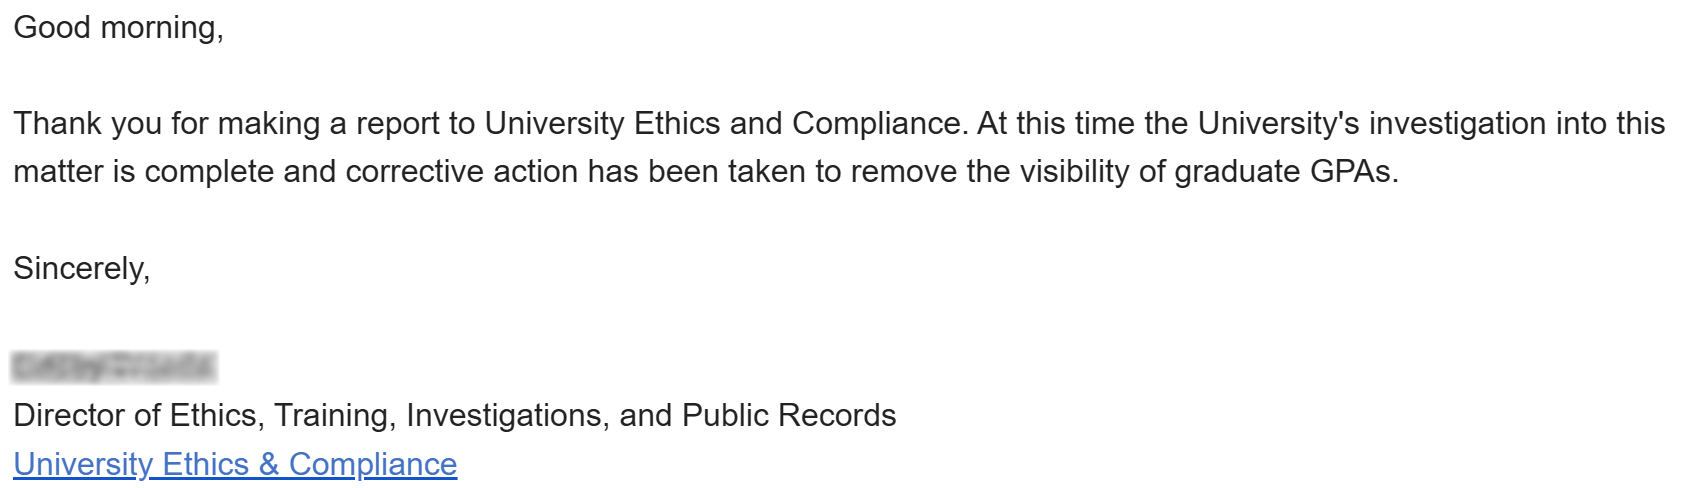 Good morning,
Thank you for making a report to University Ethics and Compliance. At this time the University's investigation into this
matter is complete and corrective action has been taken to remove the visibility of graduate GPAs.
Sincerely,
Director of Ethics, Training, Investigations, and Public Records
University Ethics & Compliance